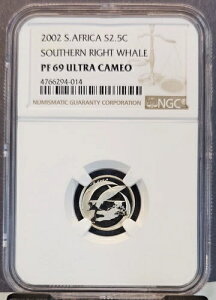 2002 S.AFRICA S2.5C
SOUTHERN RIGHT WHALE
PF 69 ULTRA CAMEO
4766294-014
NUMISMATIC GUARANTY CORPORATION
NGC